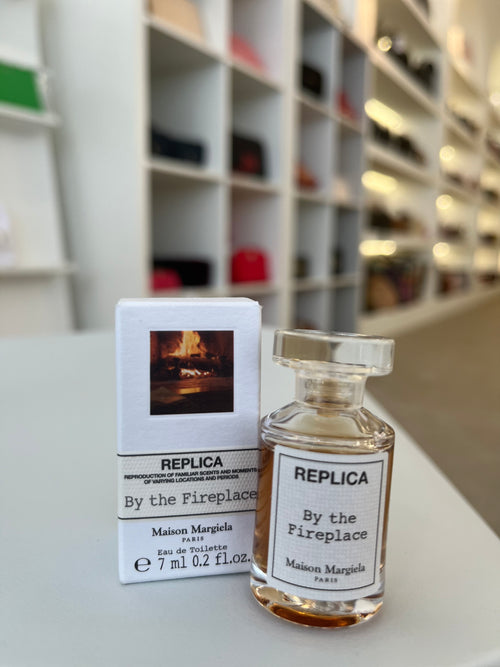 REPLICA
REPRODUCTION OF FAMILIAR SCENTS AND MOMENTS
OF VARYING LOCATIONS AND PERIODS
By the Fireplace
Maison Margiela
PARIS
Eau de Toilette
℮ 7 ml 0.2 fl.oz.
REPLICA
By the
Fireplace
Maison Margiela
PARIS